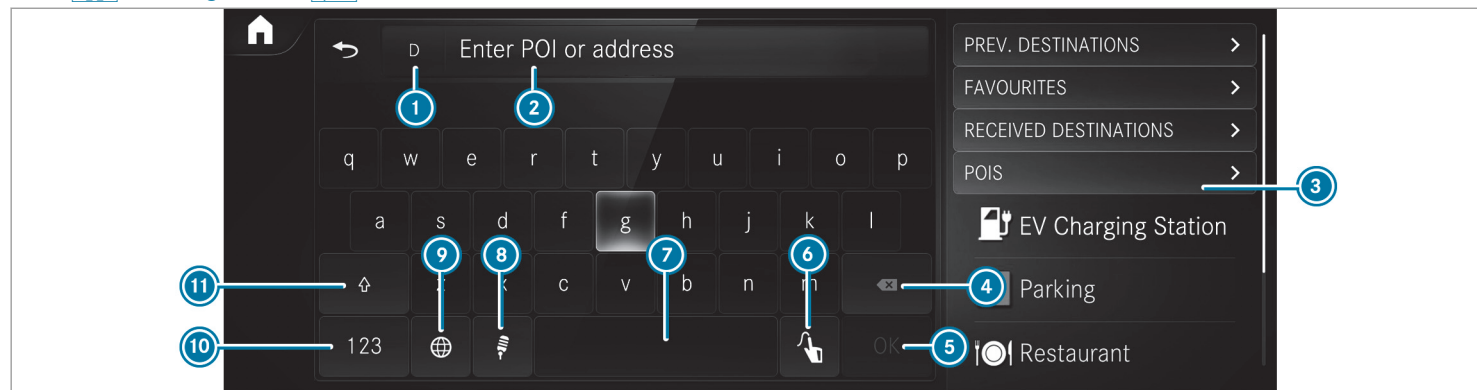 D Enter POI or address
1 2
q w e r t y u i o p
a s d f g h j k l
9 8 7 6
11 z x c v b n m 4
10 123 OK 5
PREV. DESTINATIONS
FAVOURITES
RECEIVED DESTINATIONS
POIS
3
EV Charging Station
Parking
Restaurant